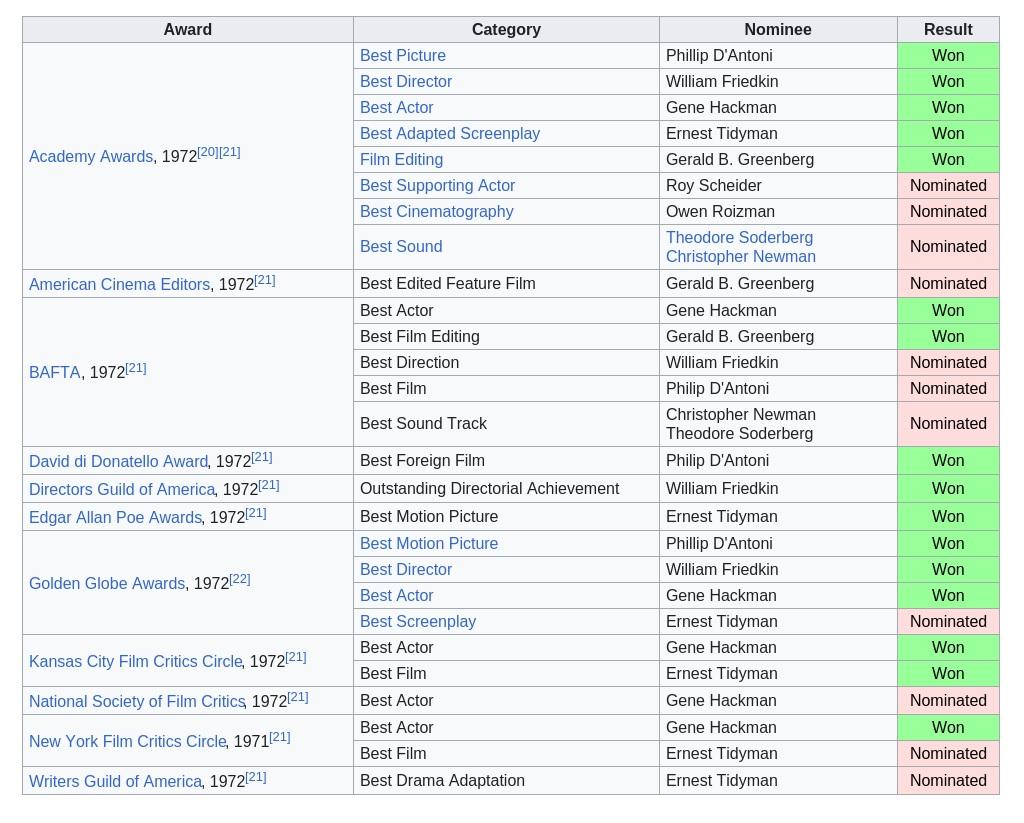 Award Category Nominee Result
Academy Awards, 1972[20][21]
Best Picture Phillip D'Antoni Won
Best Director William Friedkin Won
Best Actor Gene Hackman Won
Best Adapted Screenplay Ernest Tidyman Won
Film Editing Gerald B. Greenberg Won
Best Supporting Actor Roy Scheider Nominated
Best Cinematography Owen Roizman Nominated
Best Sound Theodore Soderberg
Christopher Newman Nominated
American Cinema Editors, 1972[21] Best Edited Feature Film Gerald B. Greenberg Nominated
BAFTA, 1972[21]
Best Actor Gene Hackman Won
Best Film Editing Gerald B. Greenberg Won
Best Direction William Friedkin Nominated
Best Film Philip D'Antoni Nominated
Best Sound Track Christopher Newman
Theodore Soderberg Nominated
David di Donatello Award, 1972[21] Best Foreign Film Philip D'Antoni Won
Directors Guild of America, 1972[21] Outstanding Directorial Achievement William Friedkin Won
Edgar Allan Poe Awards, 1972[21] Best Motion Picture Ernest Tidyman Won
Golden Globe Awards, 1972[22]
Best Motion Picture Phillip D'Antoni Won
Best Director William Friedkin Won
Best Actor Gene Hackman Won
Best Screenplay Ernest Tidyman Nominated
Kansas City Film Critics Circle, 1972[21]
Best Actor Gene Hackman Won
Best Film Ernest Tidyman Won
National Society of Film Critics, 1972[21] Best Actor Gene Hackman Nominated
New York Film Critics Circle, 1971[21]
Best Actor Gene Hackman Won
Best Film Ernest Tidyman Nominated
Writers Guild of America, 1972[21] Best Drama Adaptation Ernest Tidyman Nominated